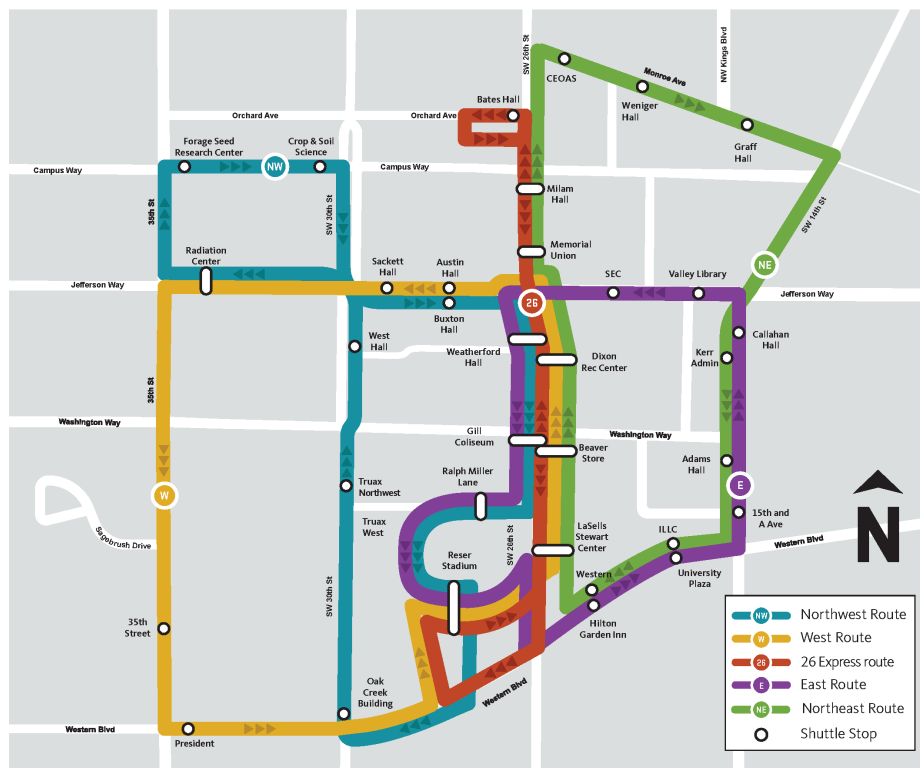 SW 26th St
NW Kings Blvd
CEOAS
Monroe Ave
Bates Hall
Weniger
Hall
Orchard Ave
Orchard Ave
Graff
Hall
Forage Seed
Research Center
Crop & Soil
Science
NW
Campus Way
Campus Way
Milam
Hall
35th St
SW 30th St
SW 14th St
Radiation
Center
Memorial
Union
Sackett
Hall
Austin
Hall
SEC
Valley Library
NE
Jefferson Way
Jefferson Way
26
Buxton
Hall
West
Hall
Weatherford
Hall
Dixon
Rec Center
Kerr
Admin
Callahan
Hall
35th St
Washington Way
Gill
Coliseum
Washington Way
Beaver
Store
Adams
Hall
Ralph Miller
Lane
Truax
Northwest
W
E
Truax
West
15th and
A Ave
Sagebrush Drive
SW 26th St
LaSells
Stewart
Center
ILLC
Western Blvd
N
Reser
Stadium
Western
University
Plaza
SW 30th St
Hilton
Garden Inn
35th
Street
Oak
Creek
Building
Western Blvd
Western Blvd
President
NW Northwest Route
W West Route
26 26 Express route
E East Route
NE Northeast Route
Shuttle Stop